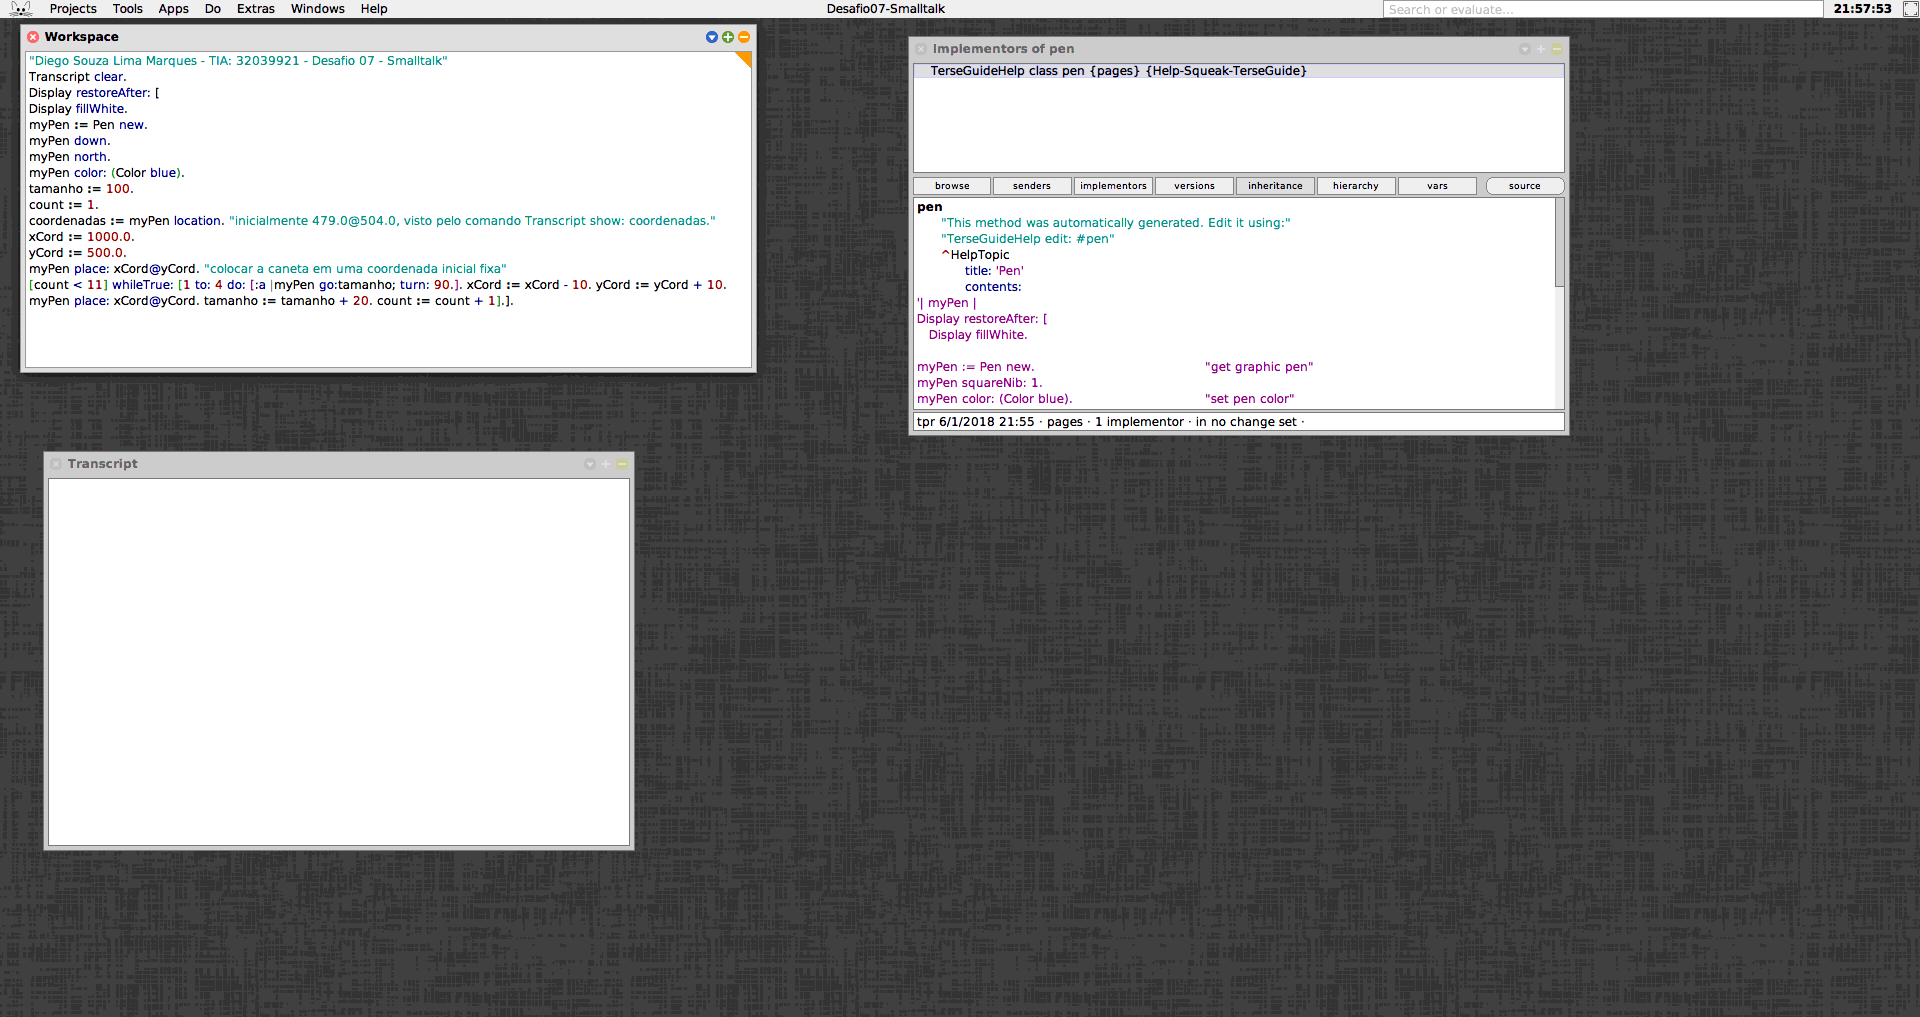 Projects Tools Apps Do Extras Windows Help Desafio07-Smalltalk Search or evaluate... 21:57:53
Workspace
"Diego Souza Lima Marques - TIA: 32039921 - Desafio 07 - Smalltalk"
Transcript clear.
Display restoreAfter: [
Display fillWhite.
myPen := Pen new.
myPen down.
myPen north.
myPen color: (Color blue).
tamanho := 100.
count := 1.
coordenadas := myPen location. "inicialmente 479.0@504.0, visto pelo comando Transcript show: coordenadas."
xCord := 1000.0.
yCord := 500.0.
myPen place: xCord@yCord. "colocar a caneta em uma coordenada inicial fixa"
[count < 11] whileTrue: [1 to: 4 do: [:a |myPen go:tamanho; turn: 90.]. xCord := xCord - 10. yCord := yCord + 10.
myPen place: xCord@yCord. tamanho := tamanho + 20. count := count + 1].].
Implementors of pen
TerseGuideHelp class pen {pages} {Help-Squeak-TerseGuide}
browse senders implementors versions inheritance hierarchy vars source
pen
"This method was automatically generated. Edit it using:"
"TerseGuideHelp edit: #pen"
^HelpTopic
title: 'Pen'
contents:
'| myPen |
Display restoreAfter: [
Display fillWhite.
myPen := Pen new. "get graphic pen"
myPen squareNib: 1.
myPen color: (Color blue). "set pen color"
tpr 6/1/2018 21:55 · pages · 1 implementor · in no change set ·
Transcript